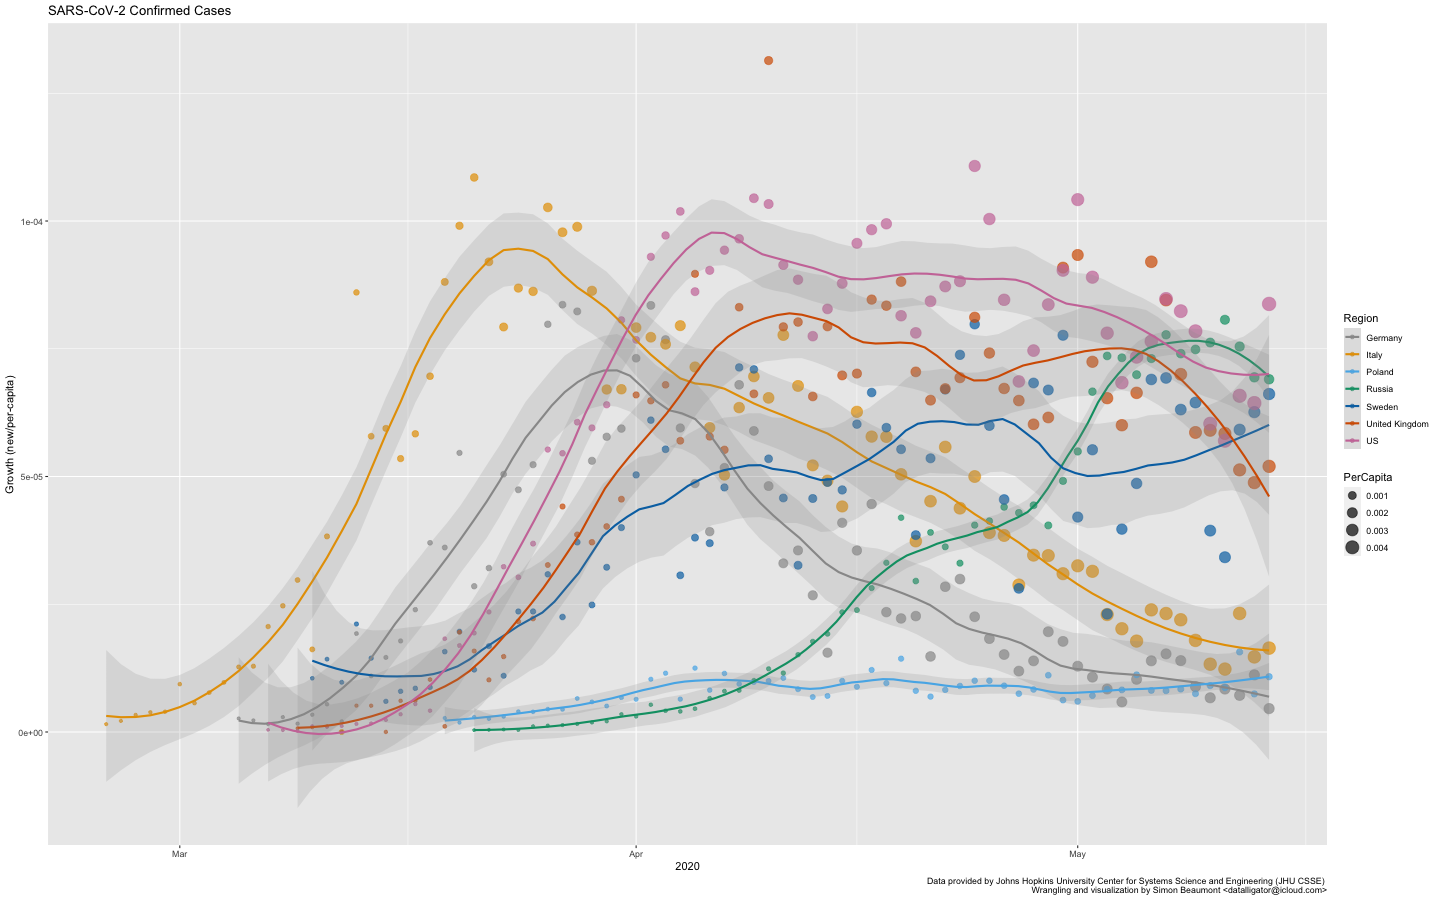 SARS-CoV-2 Confirmed Cases
Growth (new/per-capita)
1e-04
5e-05
0e+00
Mar
Apr
May
2020
Region
Germany
Italy
Poland
Russia
Sweden
United Kingdom
US
PerCapita
0.001
0.002
0.003
0.004
Data provided by Johns Hopkins University Center for Systems Science and Engineering (JHU CSSE)
Wrangling and visualization by Simon Beaumont <datalligator@icloud.com>